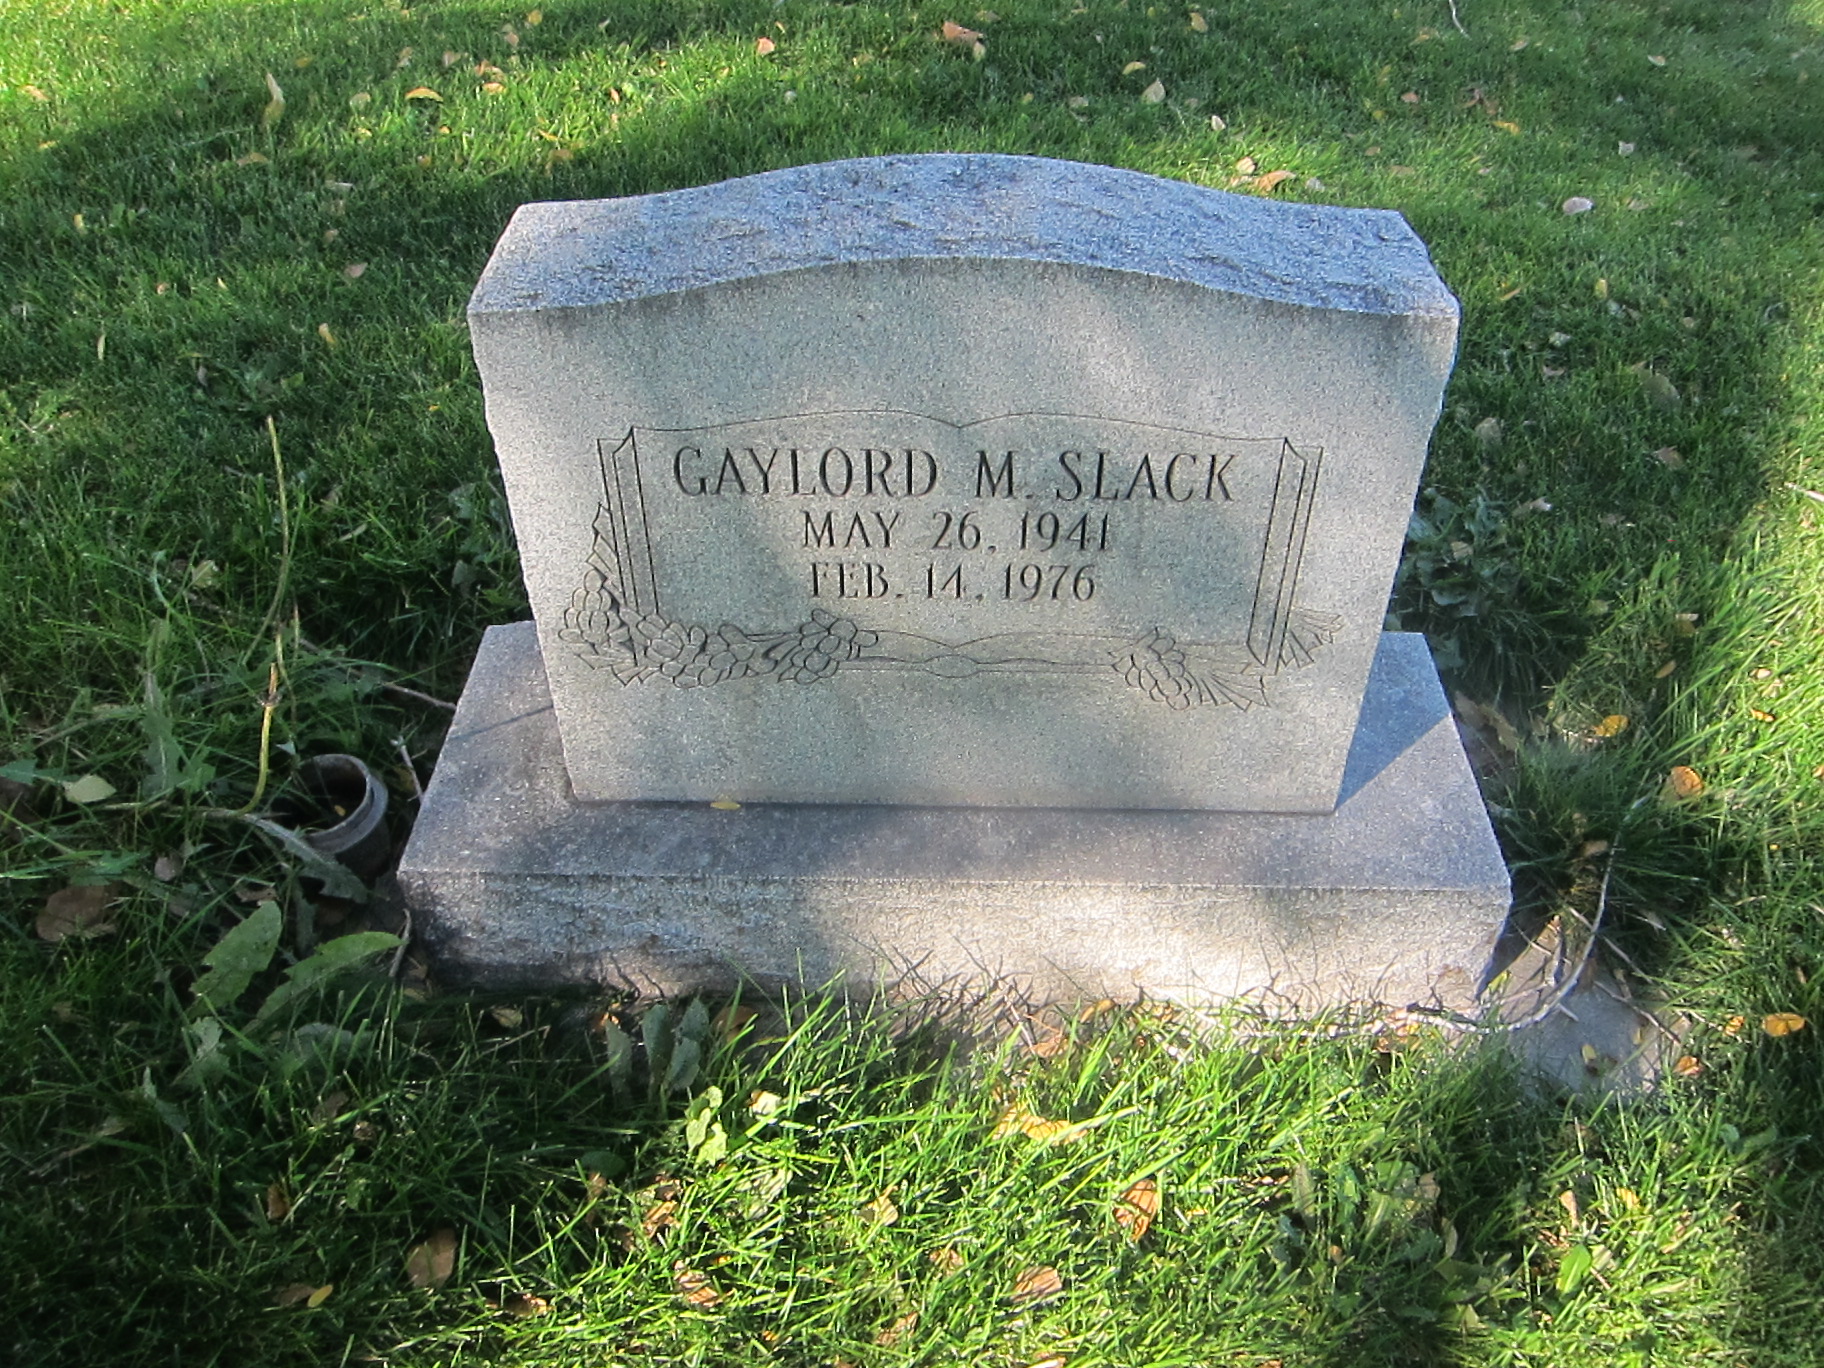 GAYLORD M. SLACK
MAY 26, 1941
FEB. 14, 1976